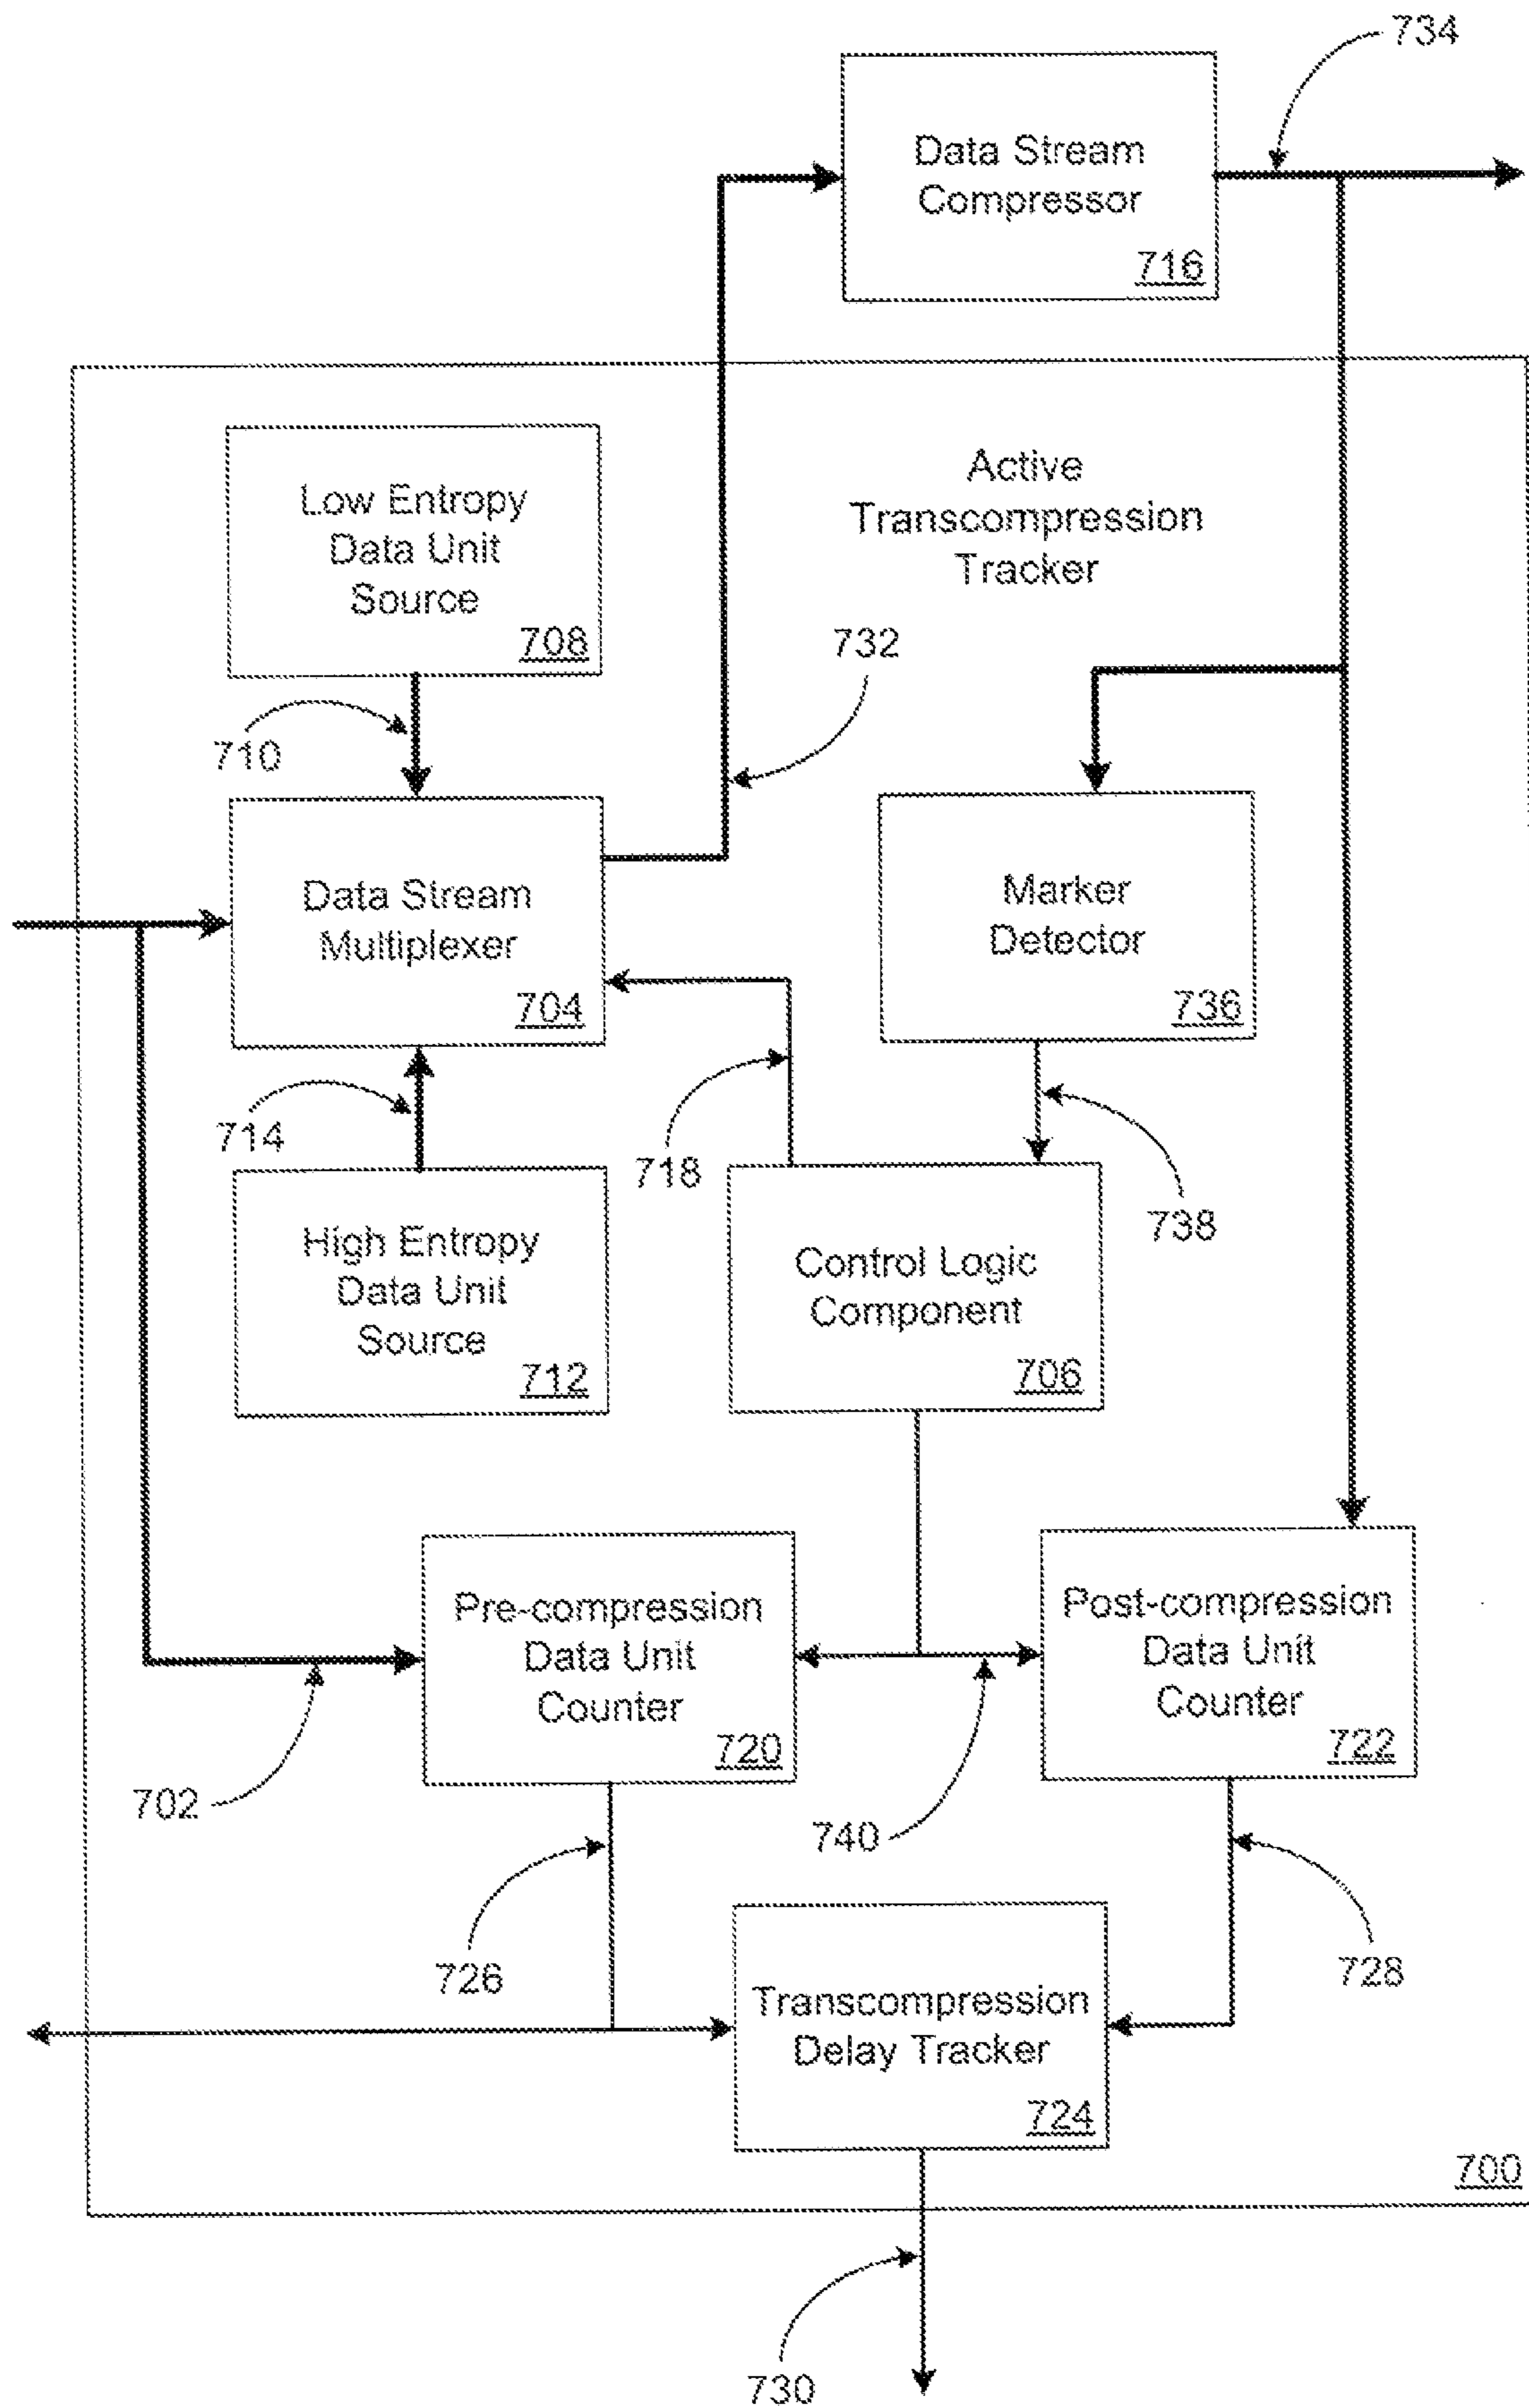 734
Data Stream
Compressor
716
Active
Transcompression
Tracker
Low Entropy
Data Unit
Source
708
732
710
Data Stream
Multiplexer
704
Marker
Detector
736
714
718
738
High Entropy
Data Unit
Source
712
Control Logic
Component
706
Pre-compression
Data Unit
Counter
720
Post-compression
Data Unit
Counter
722
702
740
726
728
Transcompression
Delay Tracker
724
700
730